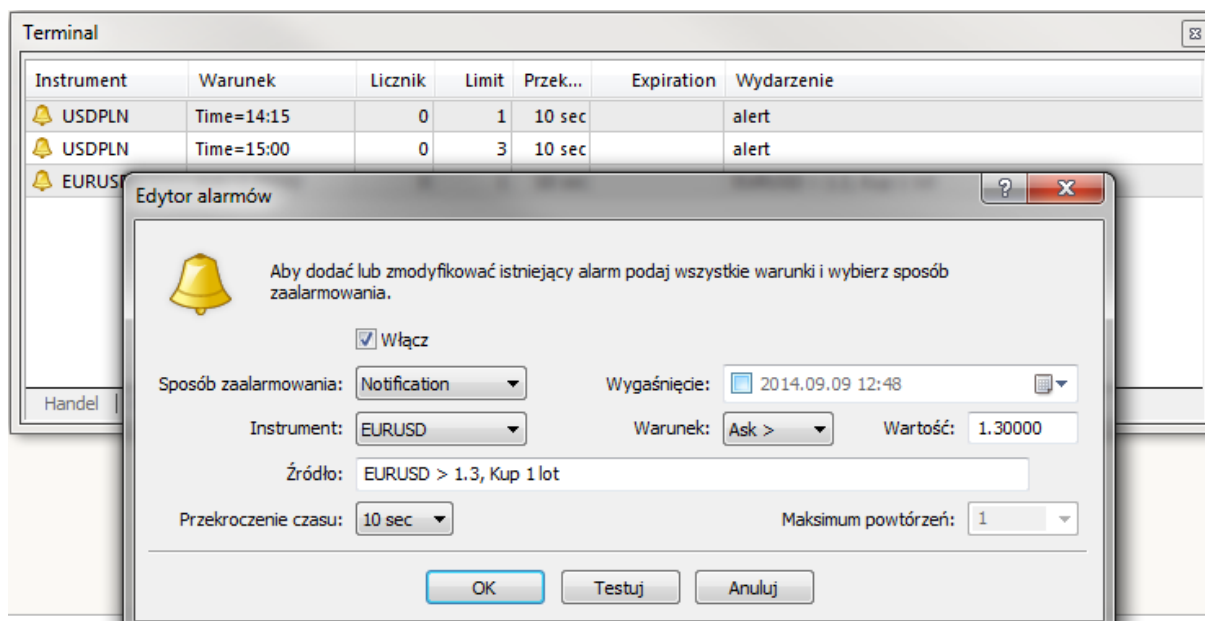 Terminal
Instrument Warunek Licznik Limit Przek... Expiration Wydarzenie
USDPLN Time=14:15 0 1 10 sec alert
USDPLN Time=15:00 0 3 10 sec alert
EURUS
Edytor alarmów
Aby dodać lub zmodyfikować istniejący alarm podaj wszystkie warunki i wybierz sposób
zaalarmowania.
Włącz
Sposób zaalarmowania: Notification Wygaśnięcie: 2014.09.09 12:48
Handel
Instrument: EURUSD Warunek: Ask > Wartość: 1.30000
Źródło: EURUSD > 1.3, Kup 1 lot
Przekroczenie czasu: 10 sec Maksimum powtórzeń: 1
OK Testuj Anuluj